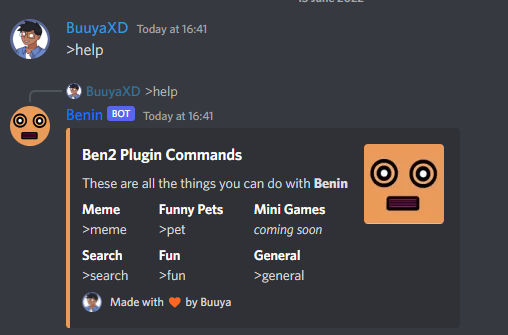 13 June 2022
BuuyaXD Today at 16:41
>help
BuuyaXD >help
Benin BOT Today at 16:41
Ben2 Plugin Commands
These are all the things you can do with Benin
Meme Funny Pets Mini Games
>meme >pet coming soon
Search Fun General
>search >fun >general
Made with 🧡 by Buuya